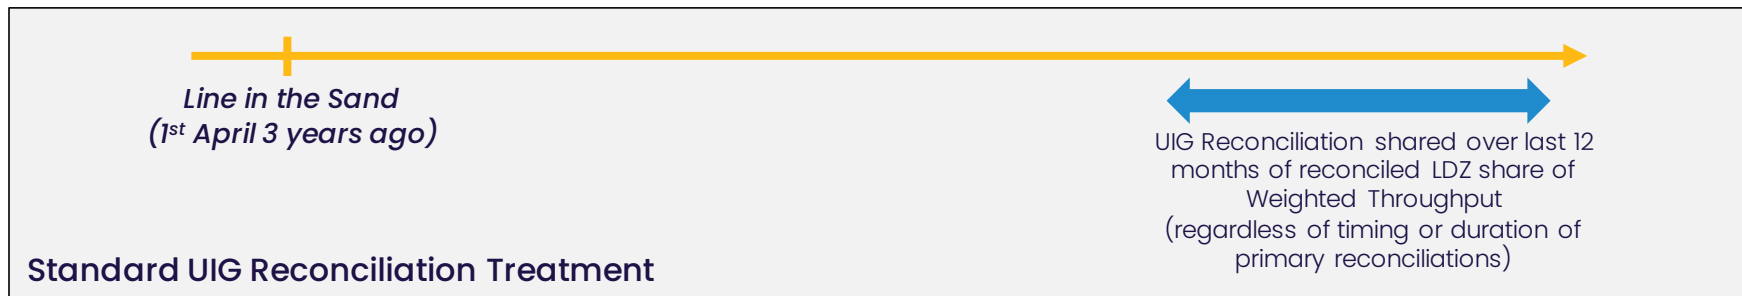 Line in the Sand
(1st April 3 years ago)
UIG Reconciliation shared over last 12
months of reconciled LDZ share of
Weighted Throughput
(regardless of timing or duration of
primary reconciliations)
Standard UIG Reconciliation Treatment